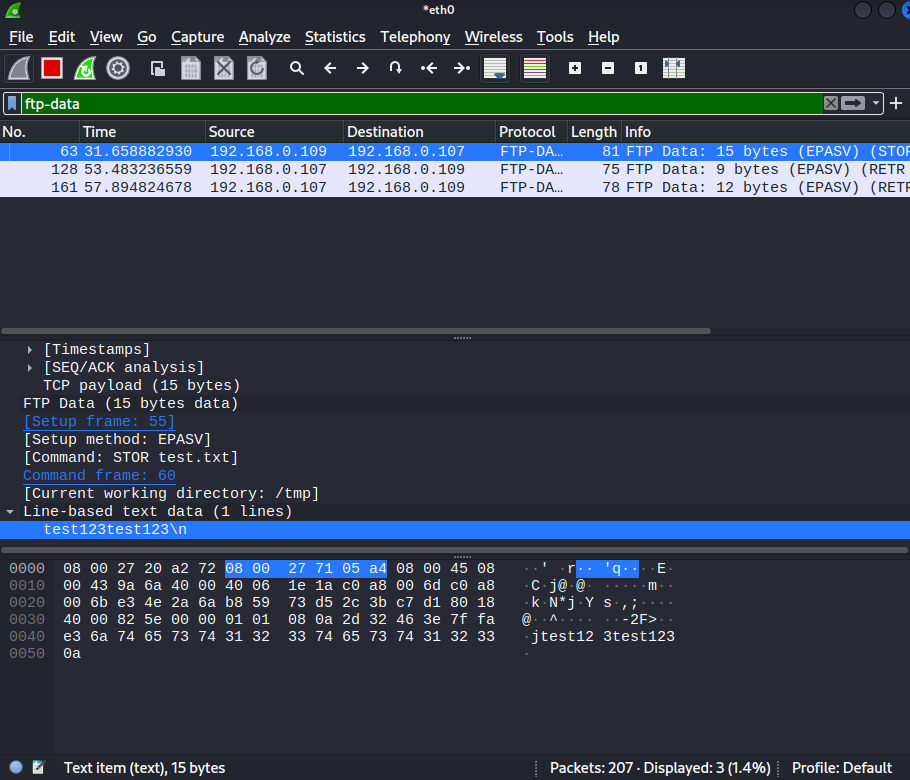 *eth0
File Edit View Go Capture Analyze Statistics Telephony Wireless Tools Help
ftp-data
No. Time Source Destination Protocol Length Info
63 31.658882930 192.168.0.109 192.168.0.107 FTP-DA… 81 FTP Data: 15 bytes (EPASV) (STOR
128 53.483236559 192.168.0.107 192.168.0.109 FTP-DA… 75 FTP Data: 9 bytes (EPASV) (RETR
161 57.894824678 192.168.0.107 192.168.0.109 FTP-DA… 78 FTP Data: 12 bytes (EPASV) (RETR
[Timestamps]
[SEQ/ACK analysis]
TCP payload (15 bytes)
FTP Data (15 bytes data)
[Setup frame: 55]
[Setup method: EPASV]
[Command: STOR test.txt]
Command frame: 60
[Current working directory: /tmp]
Line-based text data (1 lines)
test123test123\n
0000 08 00 27 20 a2 72 08 00 27 71 05 a4 08 00 45 08 ··' ·r·· 'q····E·
0010 00 43 9a 6a 40 00 40 06 1e 1a c0 a8 00 6d c0 a8 ·C·j@·@· ·····m··
0020 00 6b e3 4e 2a 6a b8 59 73 d5 2c 3b c7 d1 80 18 ·k·N*j·Y s·,;····
0030 40 00 82 5e 00 00 01 01 08 0a 2d 32 46 3e 7f fa @··^···· ··-2F>··
0040 e3 6a 74 65 73 74 31 32 33 74 65 73 74 31 32 33 ·jtest12 3test123
0050 0a ·
Text item (text), 15 bytes Packets: 207 · Displayed: 3 (1.4%) Profile: Default